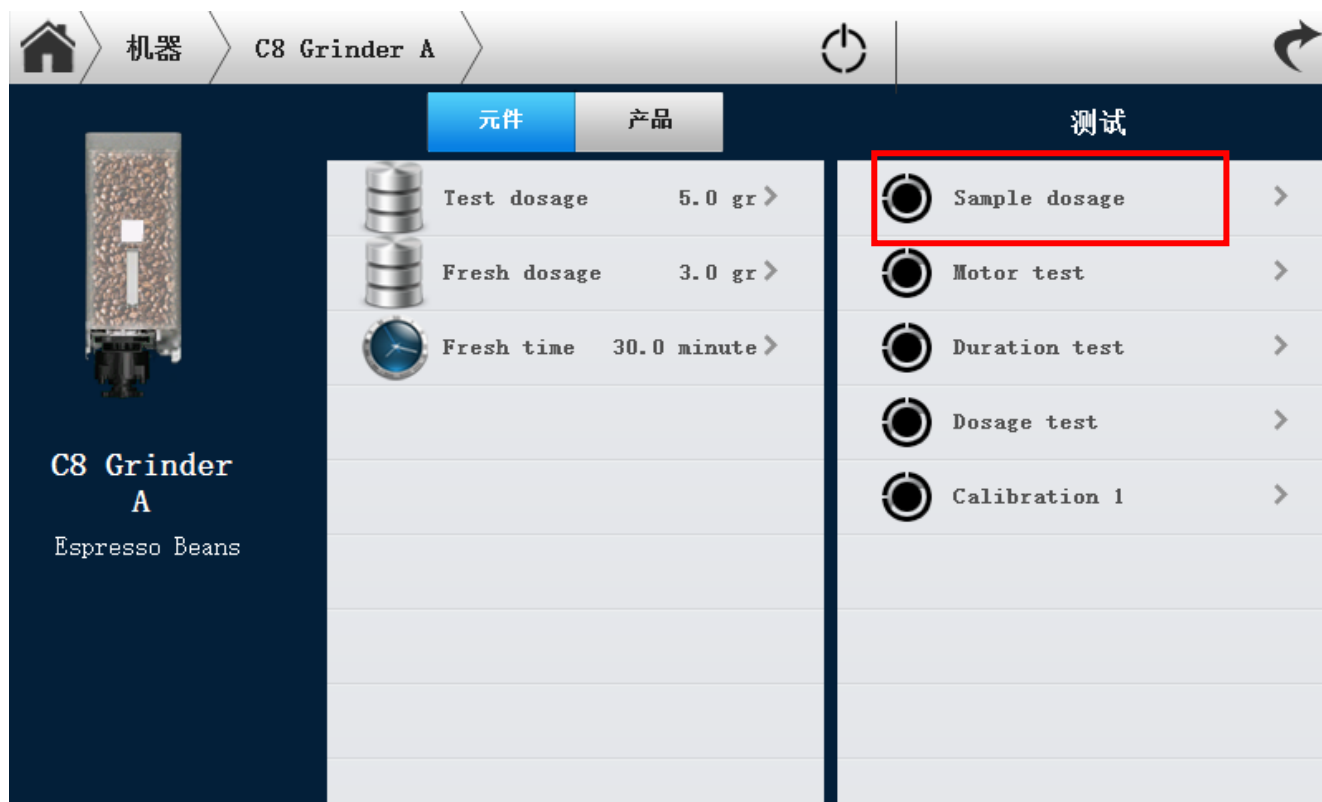 机器
C8 Grinder A
元件
产品
测试
C8 Grinder
A
Espresso Beans
Test dosage 5.0 gr
Fresh dosage 3.0 gr
Fresh time 30.0 minute
Sample dosage
Motor test
Duration test
Dosage test
Calibration 1